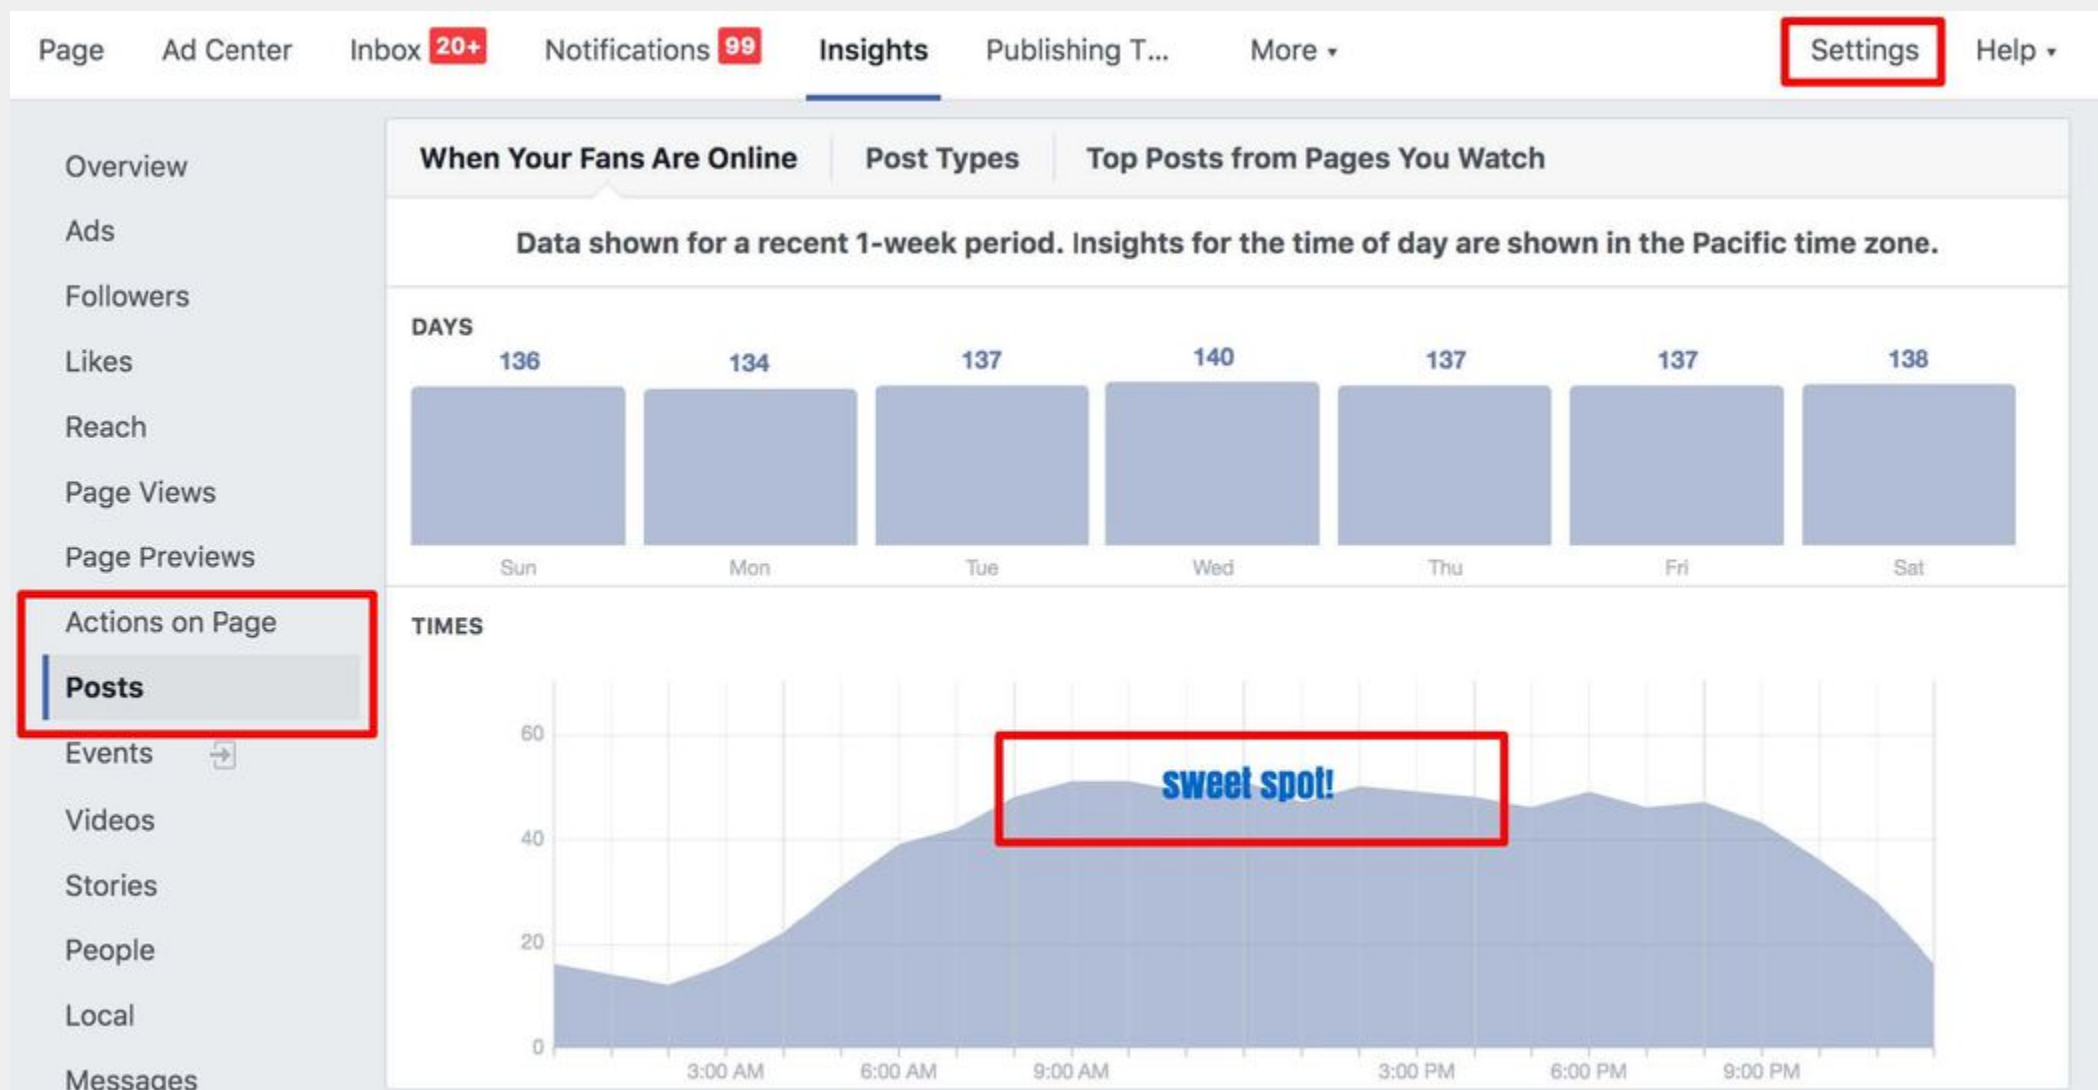 Page Ad Center Inbox 20+ Notifications 99 Insights Publishing T... More Settings Help
Overview
Ads
Followers
Likes
Reach
Page Views
Page Previews
Actions on Page
Posts
Events
Videos
Stories
People
Local
Messages
When Your Fans Are Online Post Types Top Posts from Pages You Watch
Data shown for a recent 1-week period. Insights for the time of day are shown in the Pacific time zone.
DAYS
136 134 137 140 137 137 138
Sun Mon Tue Wed Thu Fri Sat
TIMES
60
sweet spot!
40
20
0
3:00 AM 6:00 AM 9:00 AM 3:00 PM 6:00 PM 9:00 PM